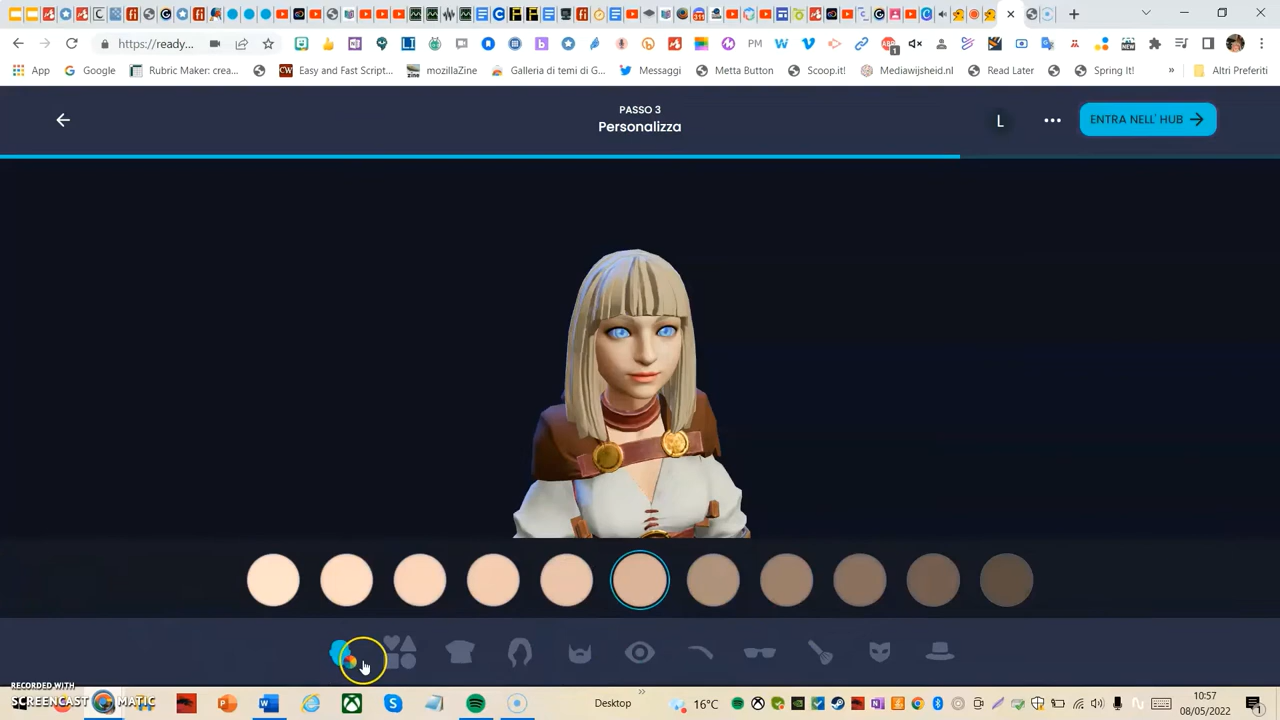 https://ready.
PM
App
Google
Rubric Maker: crea...
Easy and Fast Script...
mozillaZine
Galleria di temi di G...
Messaggi
Metta Button
Scoop.it!
Mediawijsheid.nl
Read Later
Spring It!
»
Altri Preferiti
PASSO 3
Personalizza
L
ENTRA NELL' HUB
RECORDED WITH
SCREENCAST MATIC
Desktop
16°C
10:57
08/05/2022